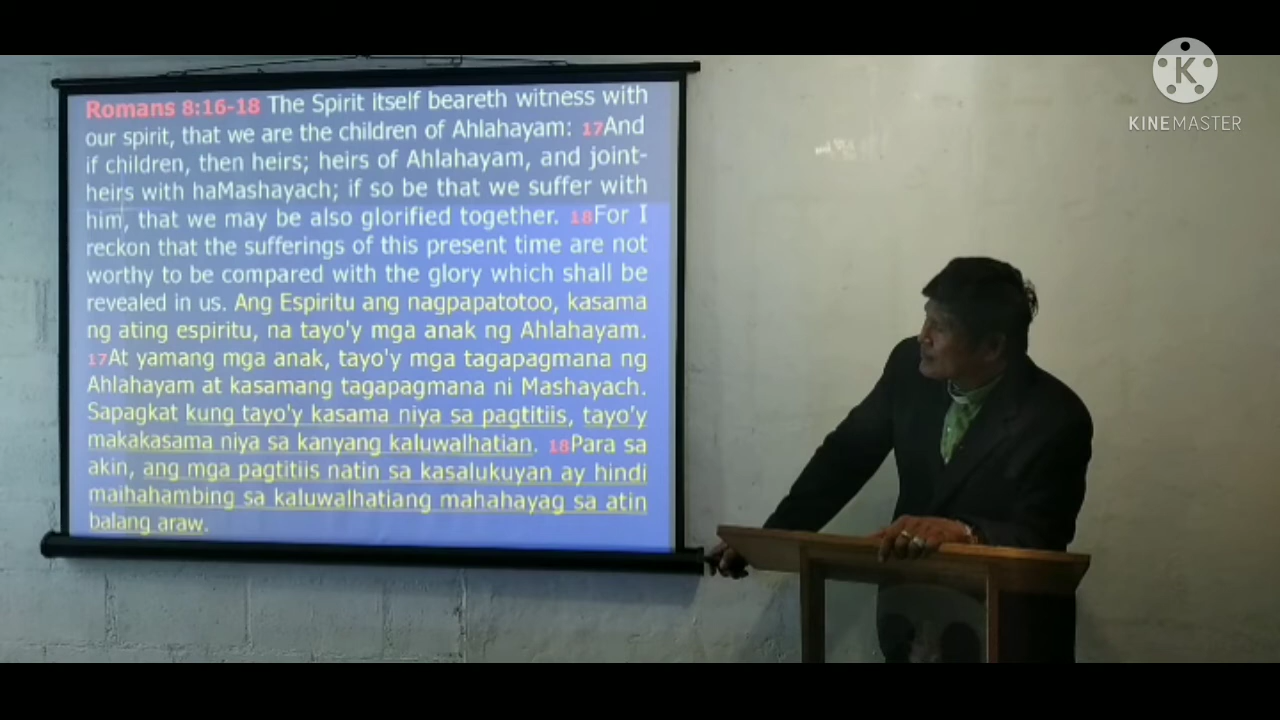 Romans 8:16-18 The Spirit itself beareth witness with
our spirit, that we are the children of Ahlahayam: 17And
if children, then heirs; heirs of Ahlahayam, and joint-
heirs with haMashayach; if so be that we suffer with
him, that we may be also glorified together. 18For I
reckon that the sufferings of this present time are not
worthy to be compared with the glory which shall be
revealed in us. Ang Espiritu ang nagpapatotoo, kasama
ng ating espiritu, na tayo'y mga anak ng Ahlahayam.
17At yamang mga anak, tayo'y mga tagapagmana ng
Ahlahayam at kasamang tagapagmana ni Mashayach.
Sapagkat kung tayo'y kasama niya sa pagtitiis, tayo'y
makakasama niya sa kanyang kaluwalhatian. 18Para sa
akin, ang mga pagtitiis natin sa kasalukuyan ay hindi
maihahambing sa kaluwalhatiang mahahayag sa atin
balang araw.
K
KINEMASTER